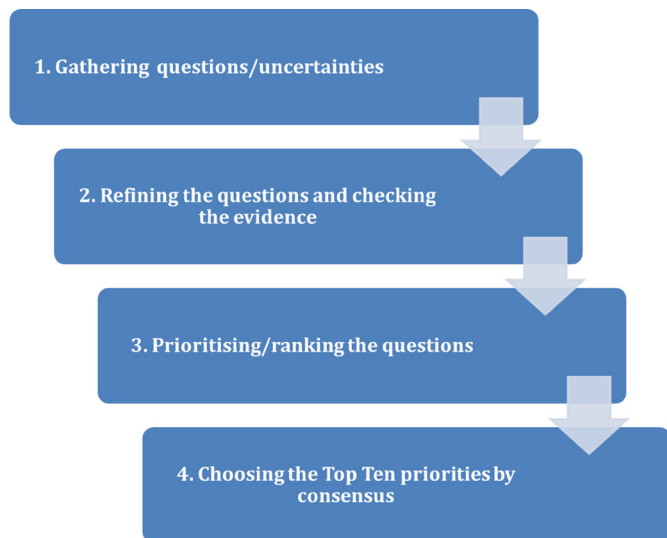 1. Gathering questions/uncertainties
2. Refining the questions and checking
the evidence
3. Prioritising/ranking the questions
4. Choosing the Top Ten priorities by
consensus